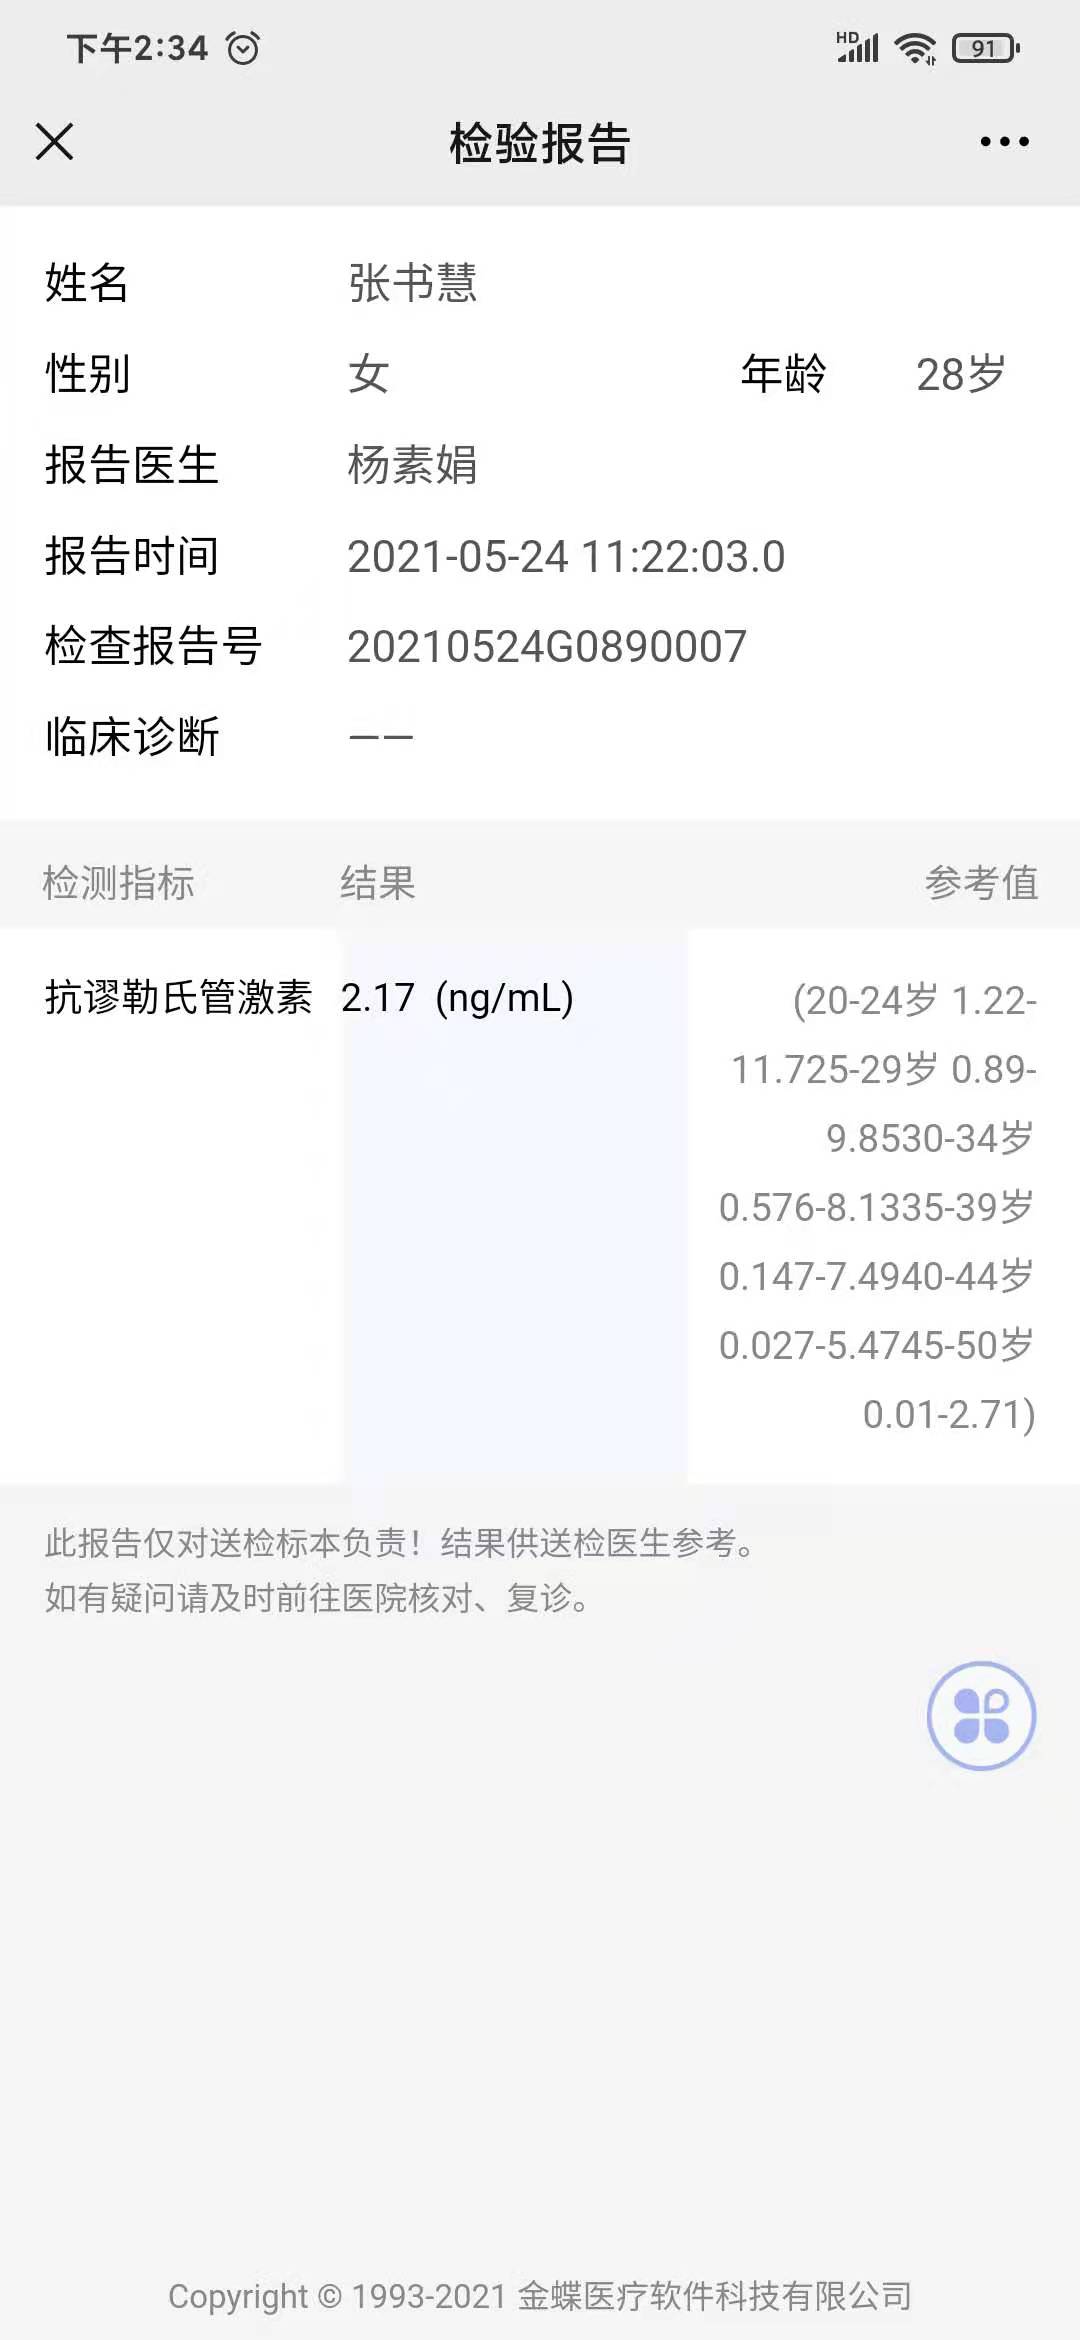 下午2:34 HD 91
检验报告
姓名 张书慧
性别 女 年龄 28岁
报告医生 杨素娟
报告时间 2021-05-24 11:22:03.0
检查报告号 20210524G0890007
临床诊断 ——
检测指标 结果 参考值
抗谬勒氏管激素 2.17 (ng/mL) (20-24岁 1.22-
11.725-29岁 0.89-
9.8530-34岁
0.576-8.1335-39岁
0.147-7.4940-44岁
0.027-5.4745-50岁
0.01-2.71)
此报告仅对送检标本负责！结果供送检医生参考。
如有疑问请及时前往医院核对、复诊。
Copyright © 1993-2021 金蝶医疗软件科技有限公司